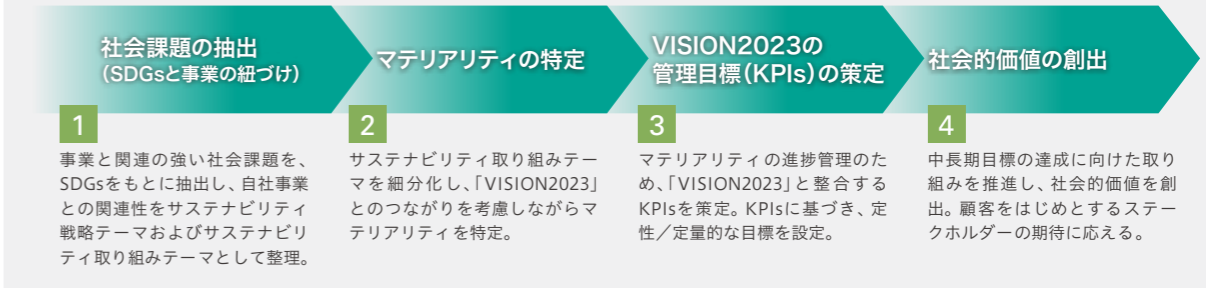 社会課題の抽出
（SDGsと事業の紐づけ）
マテリアリティの特定
VISION2023の
管理目標（KPIs）の策定
社会的価値の創出
1
事業と関連の強い社会課題を、
SDGsをもとに抽出し、自社事業
との関連性をサステナビリティ
戦略テーマおよびサステナビリ
ティ取り組みテーマとして整理。
2
サステナビリティ取り組みテー
マを細分化し、「VISION2023」
とのつながりを考慮しながらマ
テリアリティを特定。
3
マテリアリティの進捗管理のた
め、「VISION2023」と整合する
KPIsを策定。KPIsに基づき、定
性／定量的な目標を設定。
4
中長期目標の達成に向けた取り
組みを推進し、社会的価値を創
出。顧客をはじめとするステー
クホルダーの期待に応える。